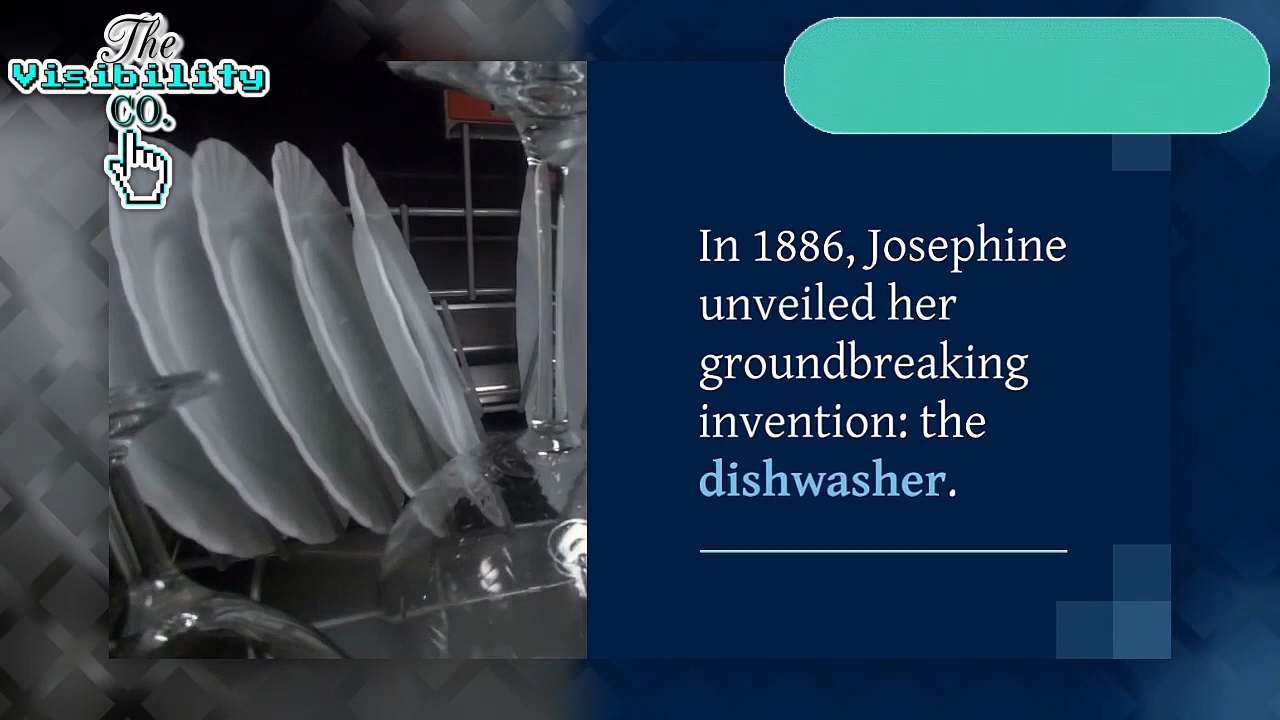 The
Visibility
CO.
In 1886, Josephine
unveiled her
groundbreaking
invention: the
dishwasher.